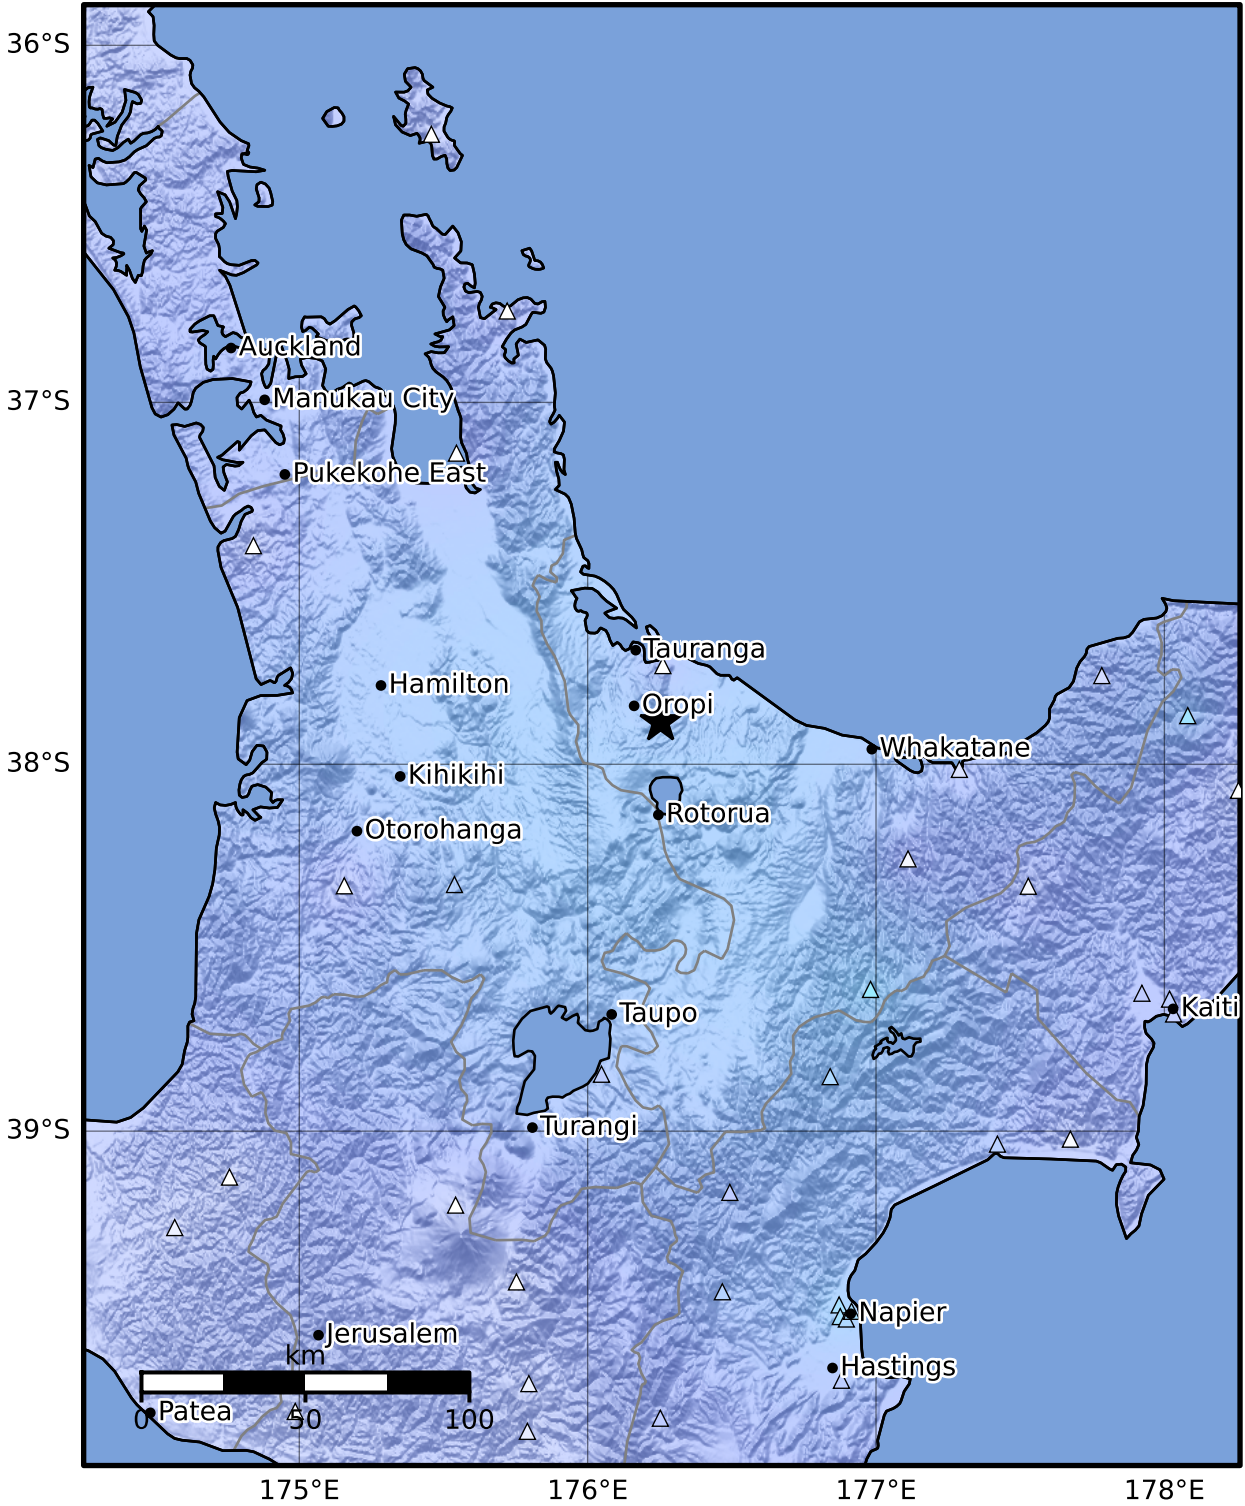 36°S
Auckland
37°S
Manukau City
Pukekohe East
Tauranga
Hamilton
Oropi
38°S
Whakatane
Kihikihi
Rotorua
Otorohanga
Taupo
Kaiti
39°S
Turangi
Napier
Jerusalem
km
Hastings
Patea
0 50 100
175°E 176°E 177°E 178°E